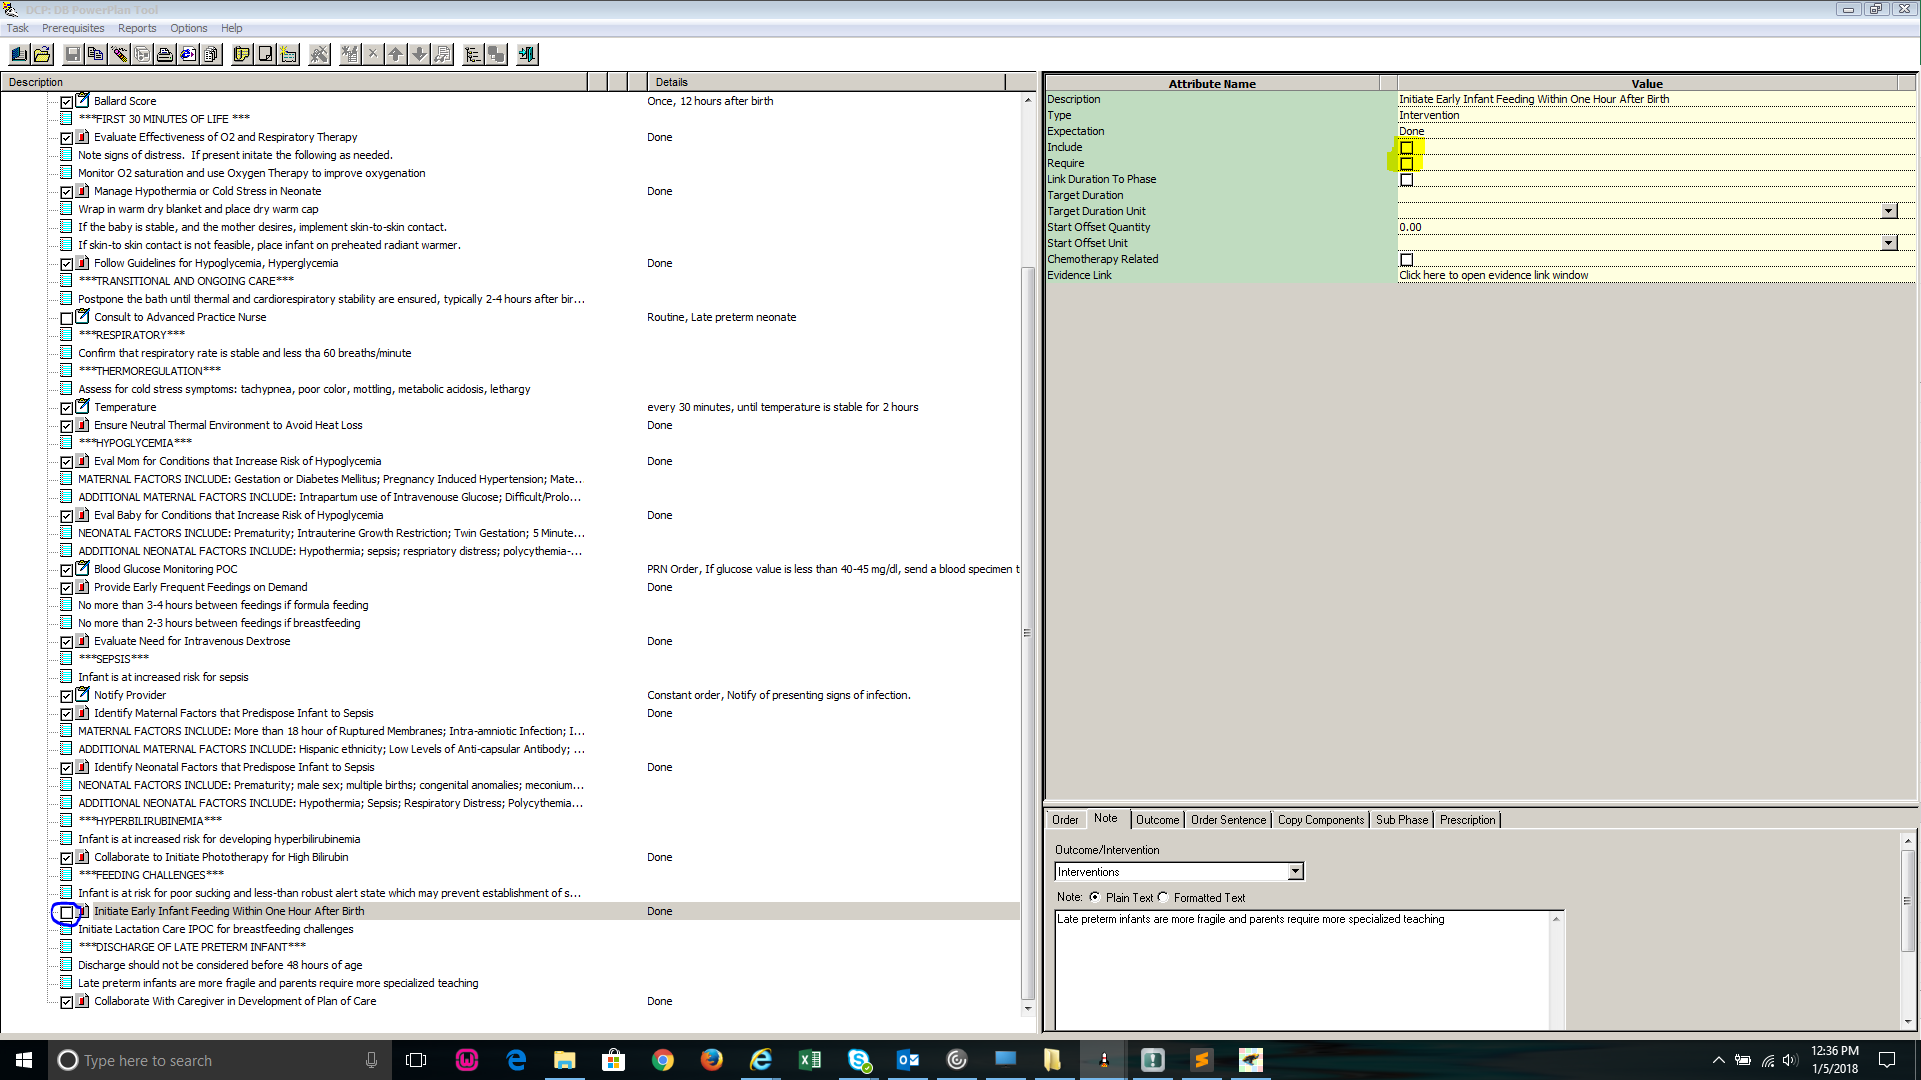 DCP: DB PowerPlan Tool
Task Prerequisites Reports Options Help
Description Details
Ballard Score Once, 12 hours after birth
***FIRST 30 MINUTES OF LIFE ***
Evaluate Effectiveness of O2 and Respiratory Therapy Done
Note signs of distress. If present initate the following as needed.
Monitor O2 saturation and use Oxygen Therapy to improve oxygenation
Manage Hypothermia or Cold Stress in Neonate Done
Wrap in warm dry blanket and place dry warm cap
If the baby is stable, and the mother desires, implement skin-to-skin contact.
If skin-to skin contact is not feasible, place infant on preheated radiant warmer.
Follow Guidelines for Hypoglycemia, Hyperglycemia Done
***TRANSITIONAL AND ONGOING CARE***
Postpone the bath until thermal and cardiorespiratory stability are ensured, typically 2-4 hours after bir...
Consult to Advanced Practice Nurse Routine, Late preterm neonate
***RESPIRATORY***
Confirm that respiratory rate is stable and less tha 60 breaths/minute
***THERMOREGULATION***
Assess for cold stress symptoms: tachypnea, poor color, mottling, metabolic acidosis, lethargy
Temperature every 30 minutes, until temperature is stable for 2 hours
Ensure Neutral Thermal Environment to Avoid Heat Loss Done
***HYPOGLYCEMIA***
Eval Mom for Conditions that Increase Risk of Hypoglycemia Done
MATERNAL FACTORS INCLUDE: Gestation or Diabetes Mellitus; Pregnancy Induced Hypertension; Mate...
ADDITIONAL MATERNAL FACTORS INCLUDE: Intrapartum use of Intravenouse Glucose; Difficult/Prolo...
Eval Baby for Conditions that Increase Risk of Hypoglycemia Done
NEONATAL FACTORS INCLUDE: Prematurity; Intrauterine Growth Restriction; Twin Gestation; 5 Minute...
ADDITIONAL NEONATAL FACTORS INCLUDE: Hypothermia; sepsis; respriatory distress; polycythemia-...
Blood Glucose Monitoring POC PRN Order, If glucose value is less than 40-45 mg/dl, send a blood specimen t
Provide Early Frequent Feedings on Demand Done
No more than 3-4 hours between feedings if formula feeding
No more than 2-3 hours between feedings if breastfeeding
Evaluate Need for Intravenous Dextrose Done
***SEPSIS***
Infant is at increased risk for sepsis
Notify Provider Constant order, Notify of presenting signs of infection.
Identify Maternal Factors that Predispose Infant to Sepsis Done
MATERNAL FACTORS INCLUDE: More than 18 hour of Ruptured Membranes; Intra-amniotic Infection; I...
ADDITIONAL MATERNAL FACTORS INCLUDE: Hispanic ethnicity; Low Levels of Anti-capsular Antibody; ...
Identify Neonatal Factors that Predispose Infant to Sepsis Done
NEONATAL FACTORS INCLUDE: Prematurity; male sex; multiple births; congenital anomalies; meconium...
ADDITIONAL NEONATAL FACTORS INCLUDE: Hypothermia; Sepsis; Respiratory Distress; Polycythemia...
***HYPERBILIRUBINEMIA***
Infant is at increased risk for developing hyperbilirubinemia
Collaborate to Initiate Phototherapy for High Bilirubin Done
***FEEDING CHALLENGES***
Infant is at risk for poor sucking and less-than robust alert state which may prevent establishment of s...
Initiate Early Infant Feeding Within One Hour After Birth Done
Initiate Lactation Care IPOC for breastfeeding challenges
***DISCHARGE OF LATE PRETERM INFANT***
Discharge should not be considered before 48 hours of age
Late preterm infants are more fragile and parents require more specialized teaching
Collaborate With Caregiver in Development of Plan of Care Done
Attribute Name Value
Description Initiate Early Infant Feeding Within One Hour After Birth
Type Intervention
Expectation Done
Include
Require
Link Duration To Phase
Target Duration
Target Duration Unit
Start Offset Quantity 0.00
Start Offset Unit
Chemotherapy Related
Evidence Link Click here to open evidence link window
Order Note Outcome Order Sentence Copy Components Sub Phase Prescription
Outcome/Intervention
Interventions
Note: Plain Text Formatted Text
Late preterm infants are more fragile and parents require more specialized teaching
Type here to search
12:36 PM
1/5/2018